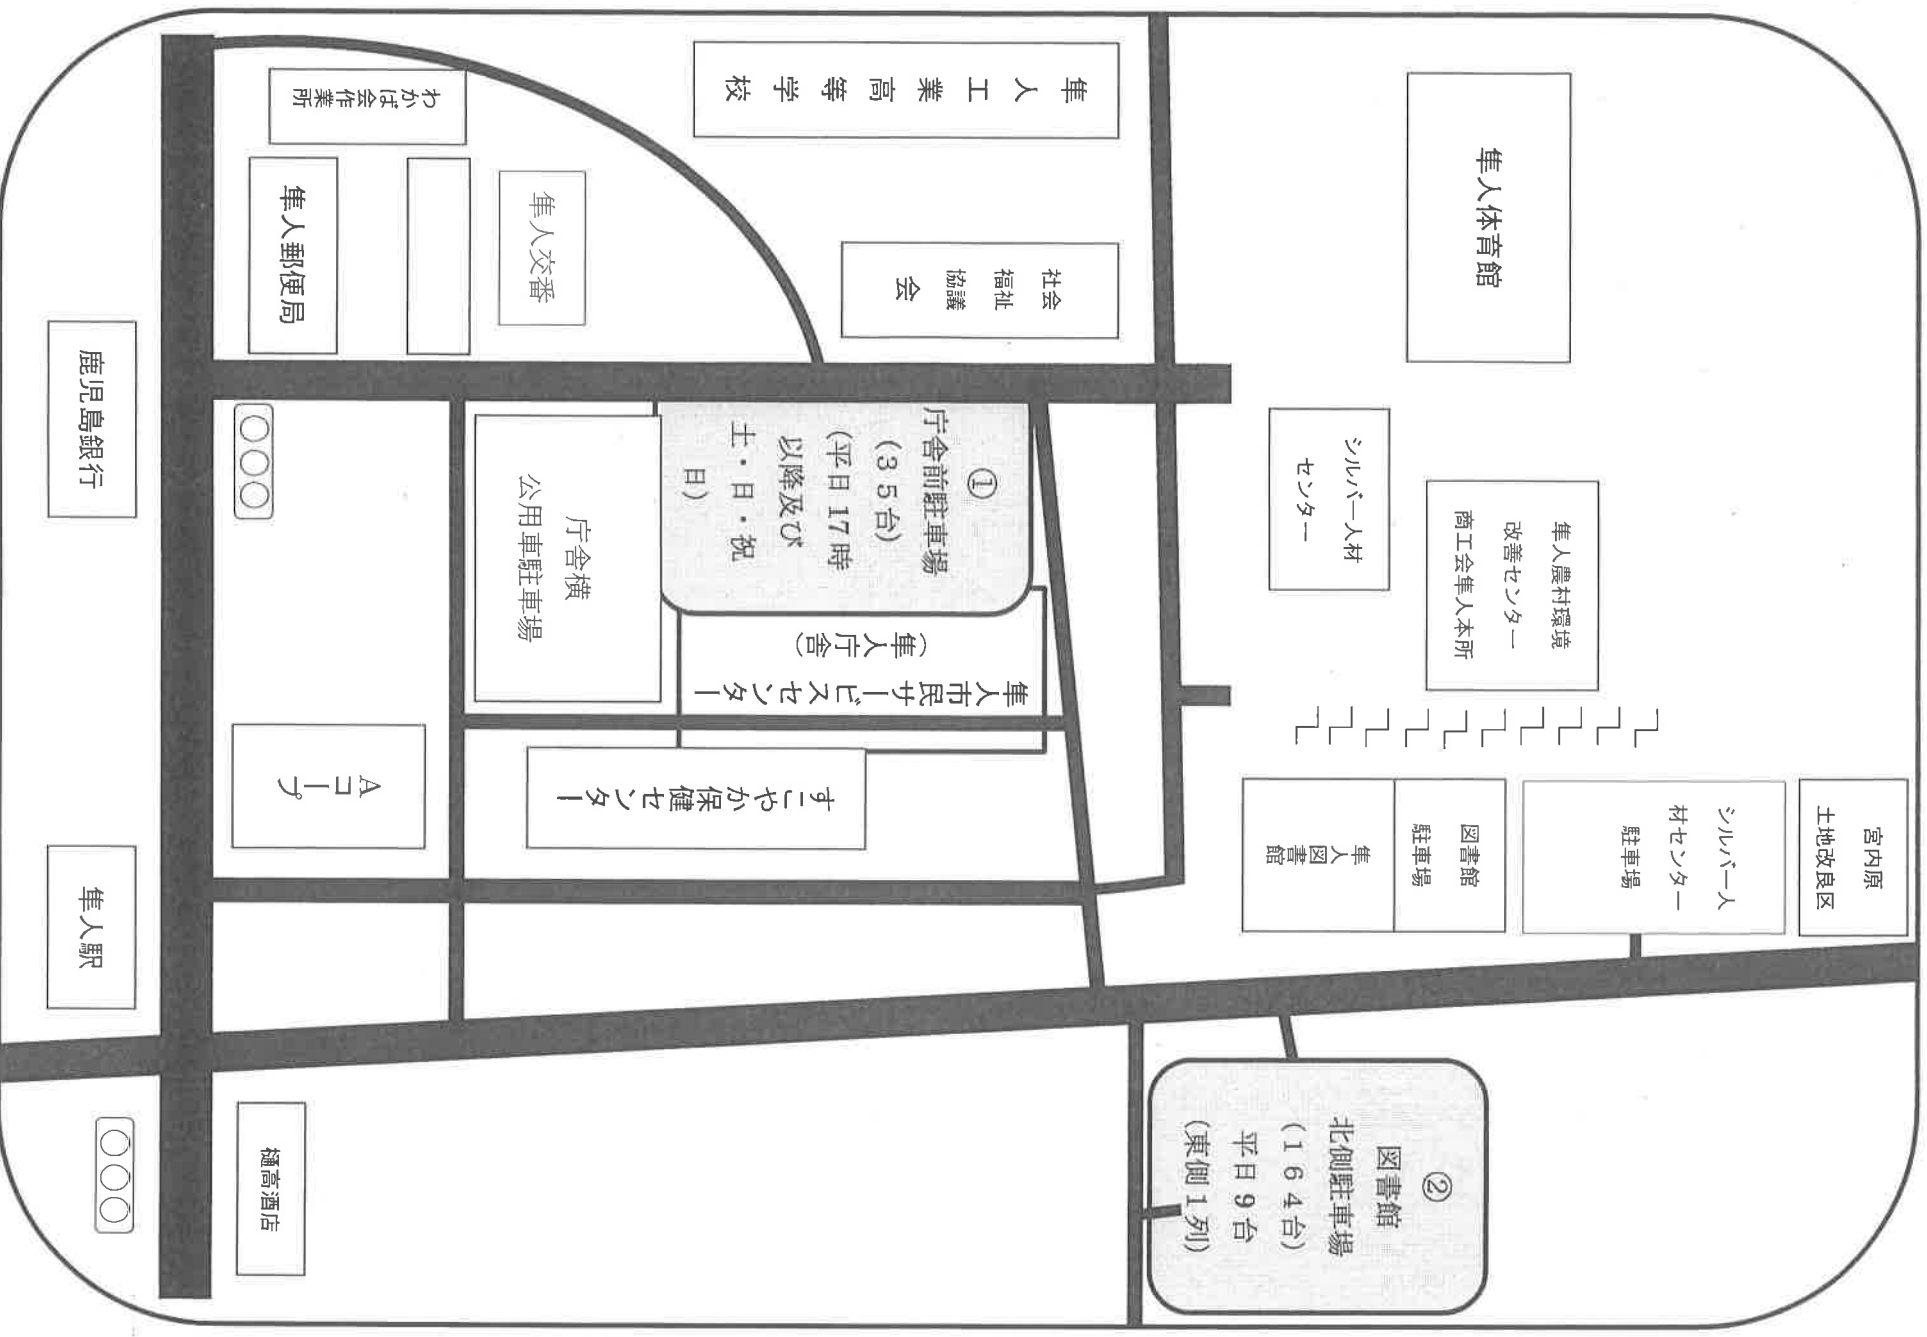 隼人工業高等学校
わかば会作業所
隼人郵便局
隼人交番
社会
福祉
協議
会
隼人体育館
鹿児島銀行
①
庁舎前駐車場
(35台)
(平日17時
以降及び
土・日・祝
日)
庁舎横
公用車駐車場
(隼人庁舎)
隼人市民サービスセンター
すこやか保健センター
Aコープ
隼人駅
シルバー人材
センター
隼人農村環境
改善センター
商工会隼人本所
隼人図書館
図書館
駐車場
シルバー人
材センター
駐車場
宮内原
土地改良区
②
図書館
北側駐車場
(164台)
平日9台
(東側1列)
樋高酒店